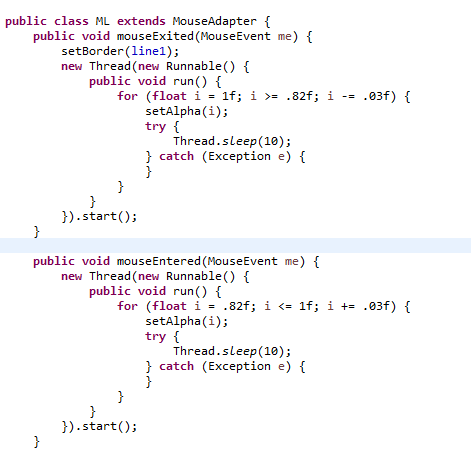 public class ML extends MouseAdapter {
    public void mouseExited(MouseEvent me) {
        setBorder(line1);
        new Thread(new Runnable() {
            public void run() {
                for (float i = 1f; i >= .82f; i -= .03f) {
                    setAlpha(i);
                    try {
                        Thread.sleep(10);
                    } catch (Exception e) {
                    }
                }
            }
        }).start();
    }
    public void mouseEntered(MouseEvent me) {
        new Thread(new Runnable() {
            public void run() {
                for (float i = .82f; i <= 1f; i += .03f) {
                    setAlpha(i);
                    try {
                        Thread.sleep(10);
                    } catch (Exception e) {
                    }
                }
            }
        }).start();
    }